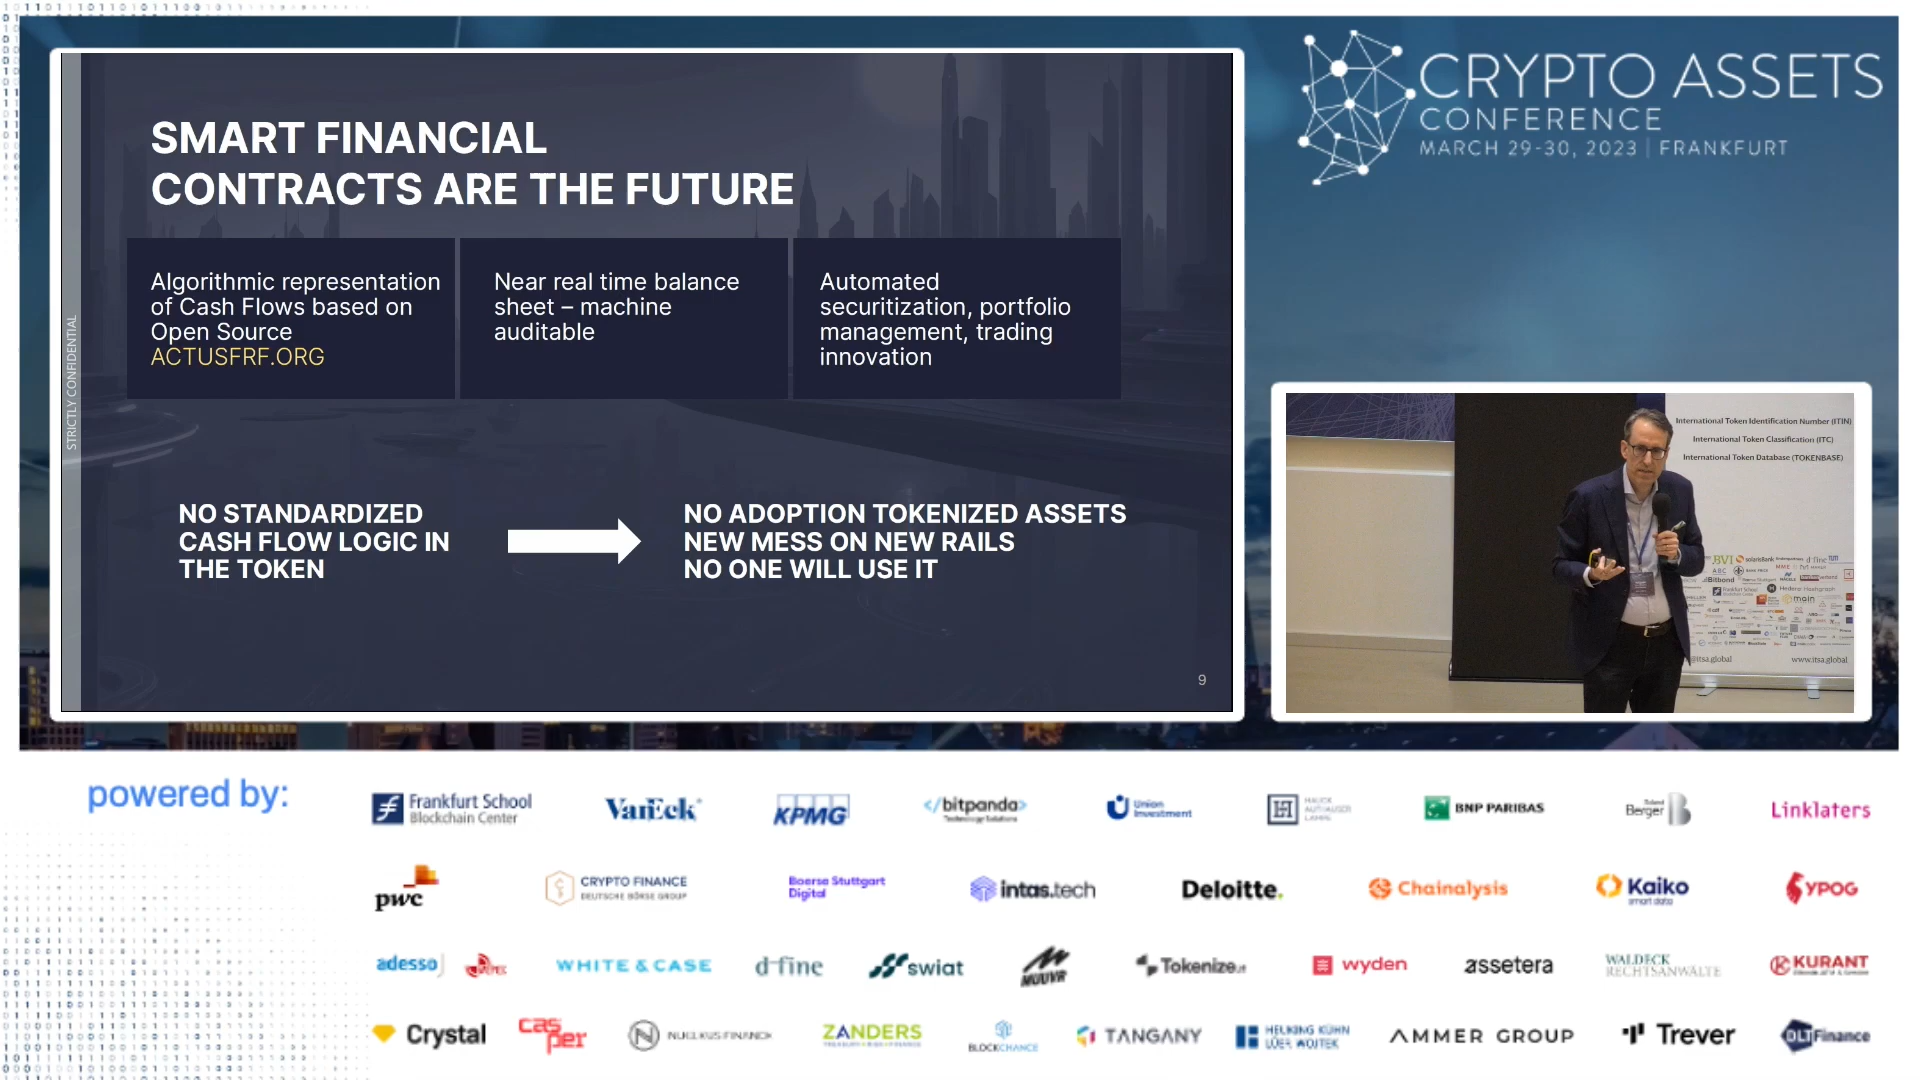 CRYPTO ASSETS
CONFERENCE
MARCH 29-30, 2023 | FRANKFURT
STRICTLY CONFIDENTIAL
SMART FINANCIAL
CONTRACTS ARE THE FUTURE
Algorithmic representation
of Cash Flows based on
Open Source
ACTUSFRF.ORG
Near real time balance
sheet – machine
auditable
Automated
securitization, portfolio
management, trading
innovation
NO STANDARDIZED
CASH FLOW LOGIC IN
THE TOKEN
NO ADOPTION TOKENIZED ASSETS
NEW MESS ON NEW RAILS
NO ONE WILL USE IT
9
International Token Identification Number (ITIN)
International Token Classification (ITC)
International Token Database (TOKENBASE)
www.itsa.global
powered by:
Frankfurt School
Blockchain Center
VanEck
KPMG
</bitpanda>
Technology Solutions
Union
Investment
BNP PARIBAS
Roland
Berger
Linklaters
pwc
CRYPTO FINANCE
DEUTSCHE BÖRSE GROUP
Boerse Stuttgart
Digital
intas.tech
Deloitte.
Chainalysis
Kaiko
smart data
YPOG
adesso
WHITE & CASE
d-fine
swiat
Tokenize.it
wyden
assetera
WALDECK
RECHTSANWÄLTE
KURANT
Crystal
casper
ZANDERS
BLOCKCHANCE
TANGANY
HEUKING KÜHN
LÜER WOJTEK
AMMER GROUP
Trever
DLT Finance